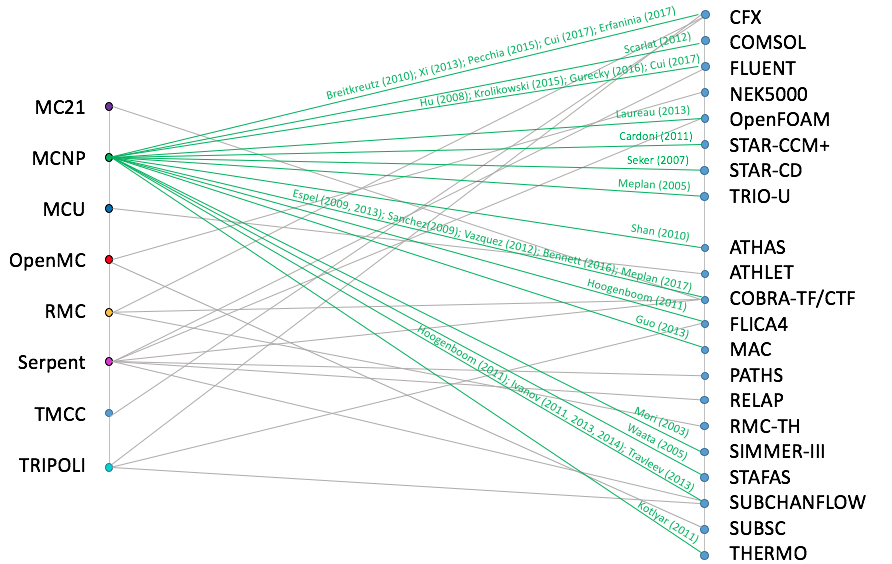 MC21
MCNP
MCU
OpenMC
RMC
Serpent
TMCC
TRIPOLI
Breitkreutz (2010); Xi (2013); Pecchia (2015); Cui (2017); Erfaninia (2017)
Scarlat (2012)
Hu (2008); Krolikowski (2015); Gurecky (2016); Cui (2017)
Laureau (2013)
Cardoni (2011)
Seker (2007)
Meplan (2005)
Shan (2010)
Espel (2009, 2013); Sanchez(2009); Vazquez (2012); Bennett (2016); Meplan (2017)
Hoogenboom (2011)
Guo (2013)
Mori (2003)
Waata (2005)
Hoogenboom (2011); Ivanov (2011, 2013, 2014); Travleev (2013)
Kotlyar (2011)
CFX
COMSOL
FLUENT
NEK5000
OpenFOAM
STAR-CCM+
STAR-CD
TRIO-U
ATHAS
ATHLET
COBRA-TF/CTF
FLICA4
MAC
PATHS
RELAP
RMC-TH
SIMMER-III
STAFAS
SUBCHANFLOW
SUBSC
THERMO